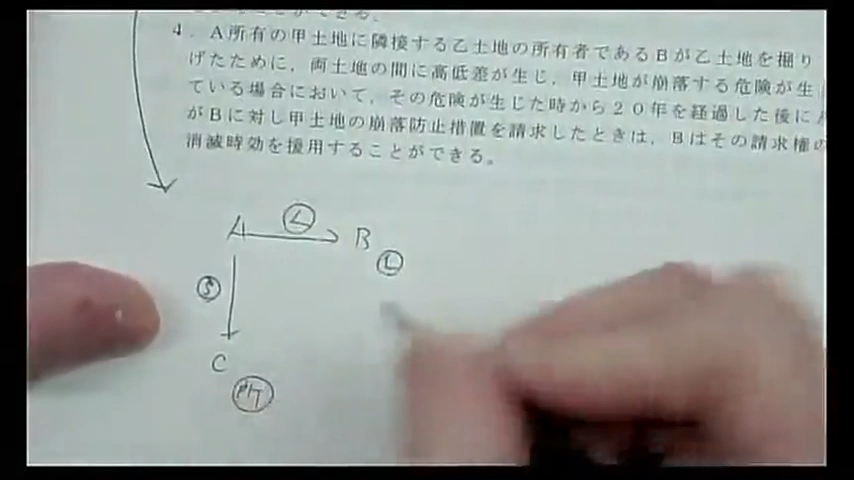 4．A所有の甲土地に隣接する乙土地の所有者であるBが乙土地を掘り
げたために，両土地の間に高低差が生じ，甲土地が崩落する危険が生
ている場合において，その危険が生じた時から20年を経過した後に
がBに対し甲土地の崩落防止措置を請求したときは，Bはその請求権の
消滅時効を援用することができる。
A L B
L
S
C